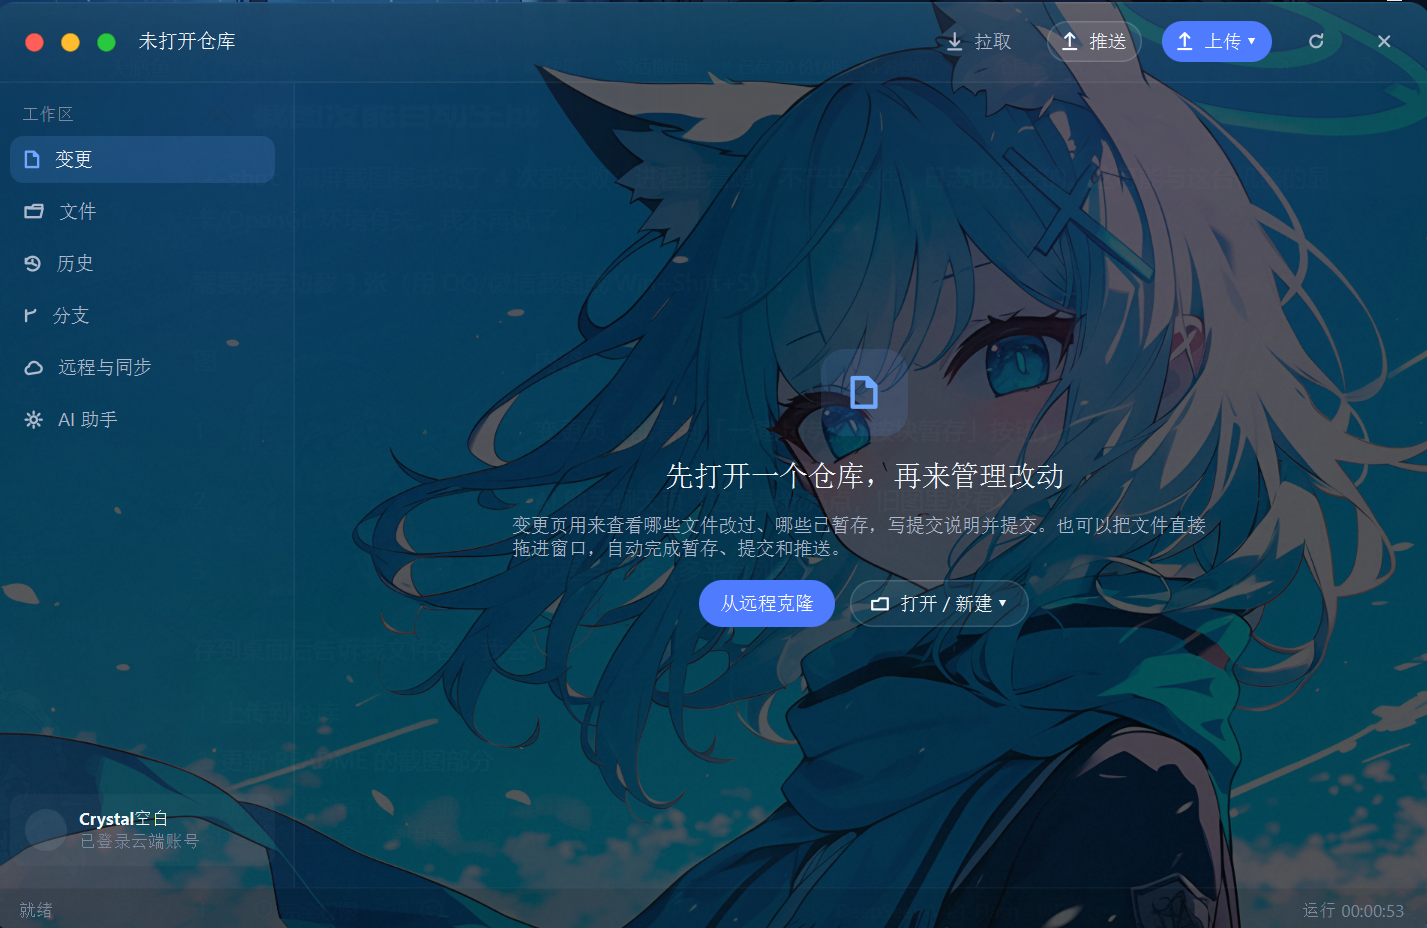 未打开仓库
拉取
推送
上传
工作区
变更
文件
历史
分支
远程与同步
AI 助手
先打开一个仓库，再来管理改动
变更页用来查看哪些文件改过、哪些已暂存，写提交说明并提交。也可以把文件直接
拖进窗口，自动完成暂存、提交和推送。
从远程克隆
打开 / 新建
Crystal空白
已登录云端账号
就绪
运行 00:00:53